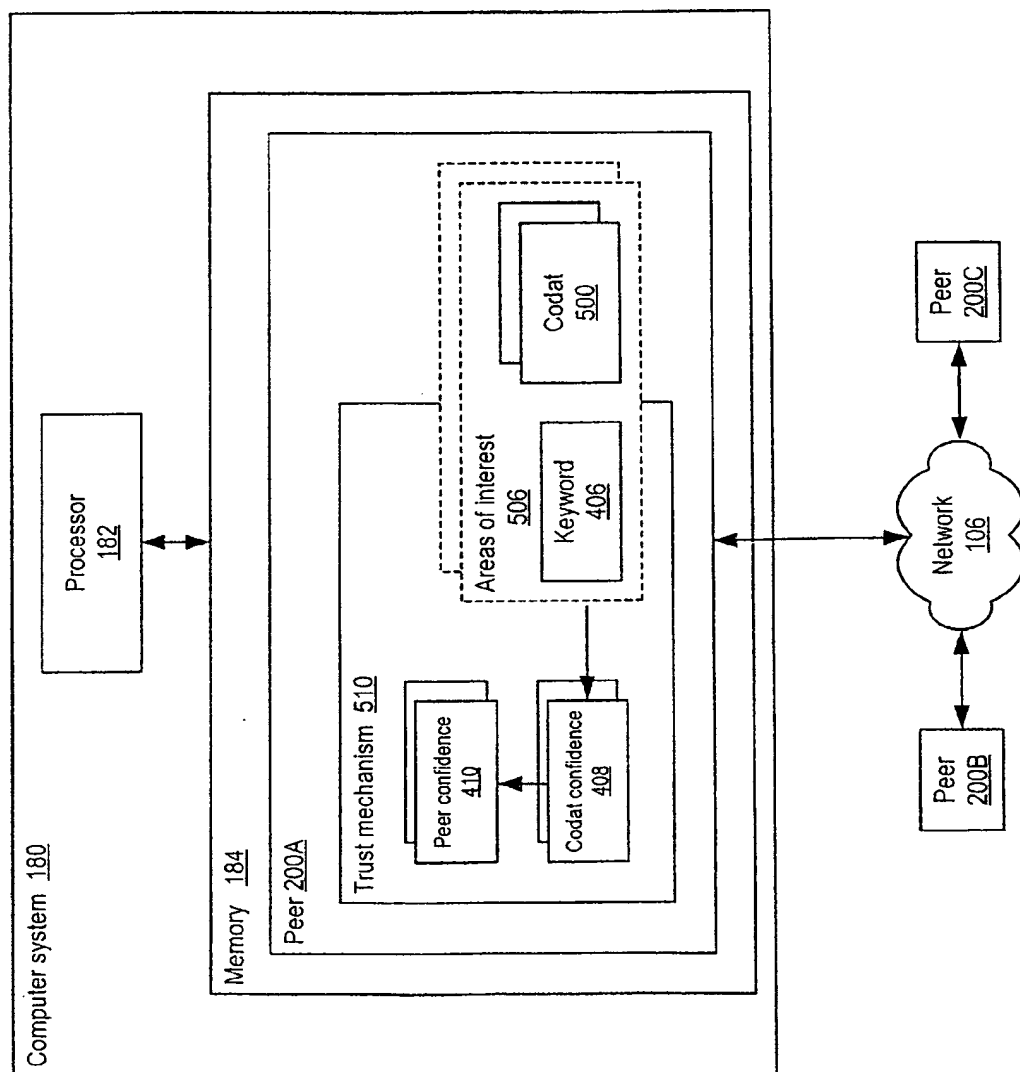 Computer system 180
Processor
182
Memory 184
Peer 200A
Trust mechanism 510
Peer confidence
410
Codat confidence
408
Areas of interest
506
Keyword
406
Codat
500
Peer
200B
Network
106
Peer
200C